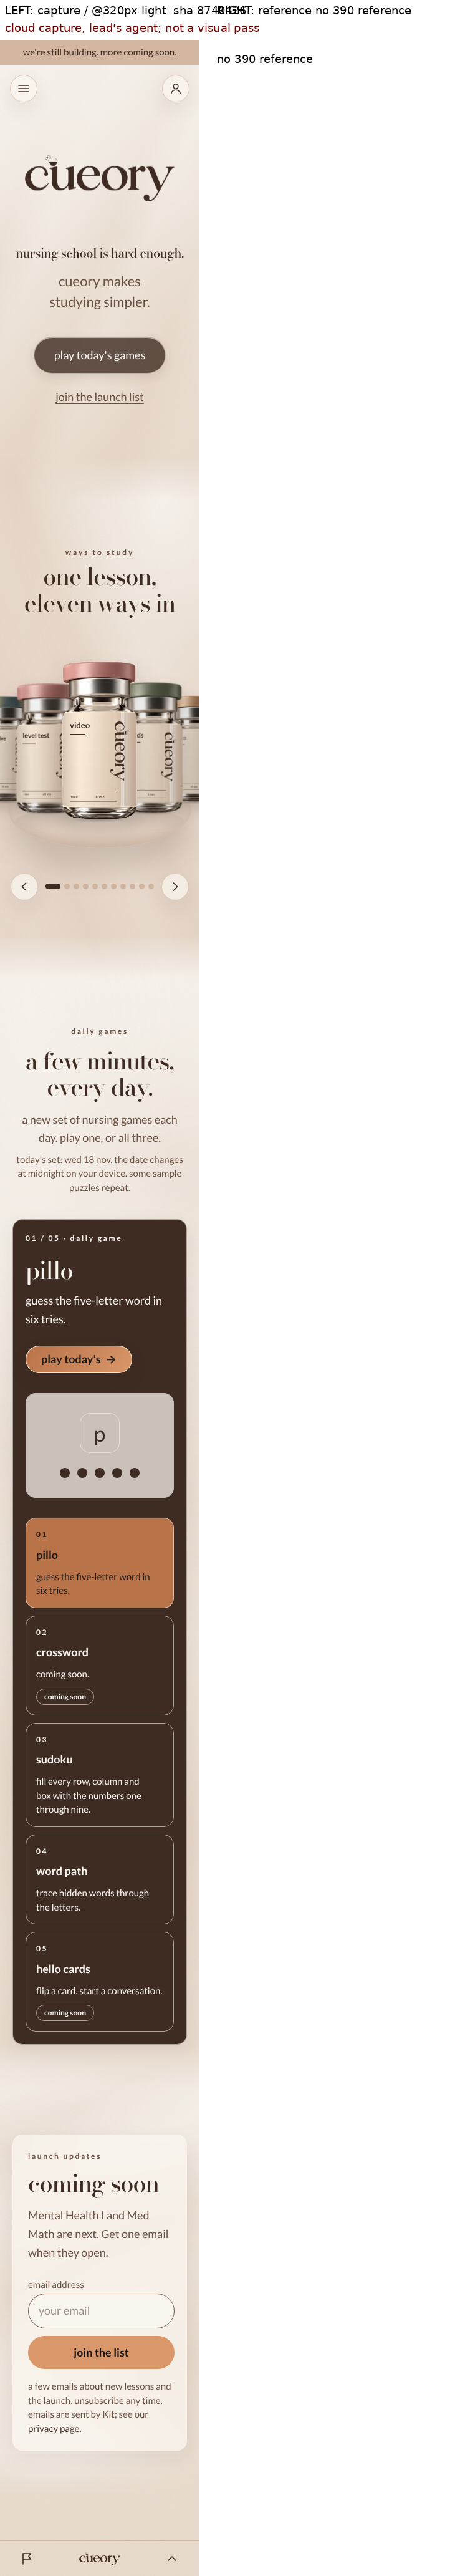 LEFT: capture / @320px light sha 8740426
RIGHT: reference no 390 reference
cloud capture, lead's agent; not a visual pass
no 390 reference
we're still building. more coming soon.
cueory
nursing school is hard enough.
cueory makes
studying simpler.
play today's games
join the launch list
ways to study
one lesson,
eleven ways in
level test
video
cueory
cueory
daily games
a few minutes,
every day.
a new set of nursing games each
day. play one, or all three.
today's set: wed 18 nov. the date changes
at midnight on your device. some sample
puzzles repeat.
01 / 05 · daily game
pillo
guess the five-letter word in
six tries.
play today's →
p
01
pillo
guess the five-letter word in
six tries.
02
crossword
coming soon.
coming soon
03
sudoku
fill every row, column and
box with the numbers one
through nine.
04
word path
trace hidden words through
the letters.
05
hello cards
flip a card, start a conversation.
coming soon
launch updates
coming soon
Mental Health I and Med
Math are next. Get one email
when they open.
email address
your email
join the list
a few emails about new lessons and
the launch. unsubscribe any time.
emails are sent by Kit; see our
privacy page.
cueory